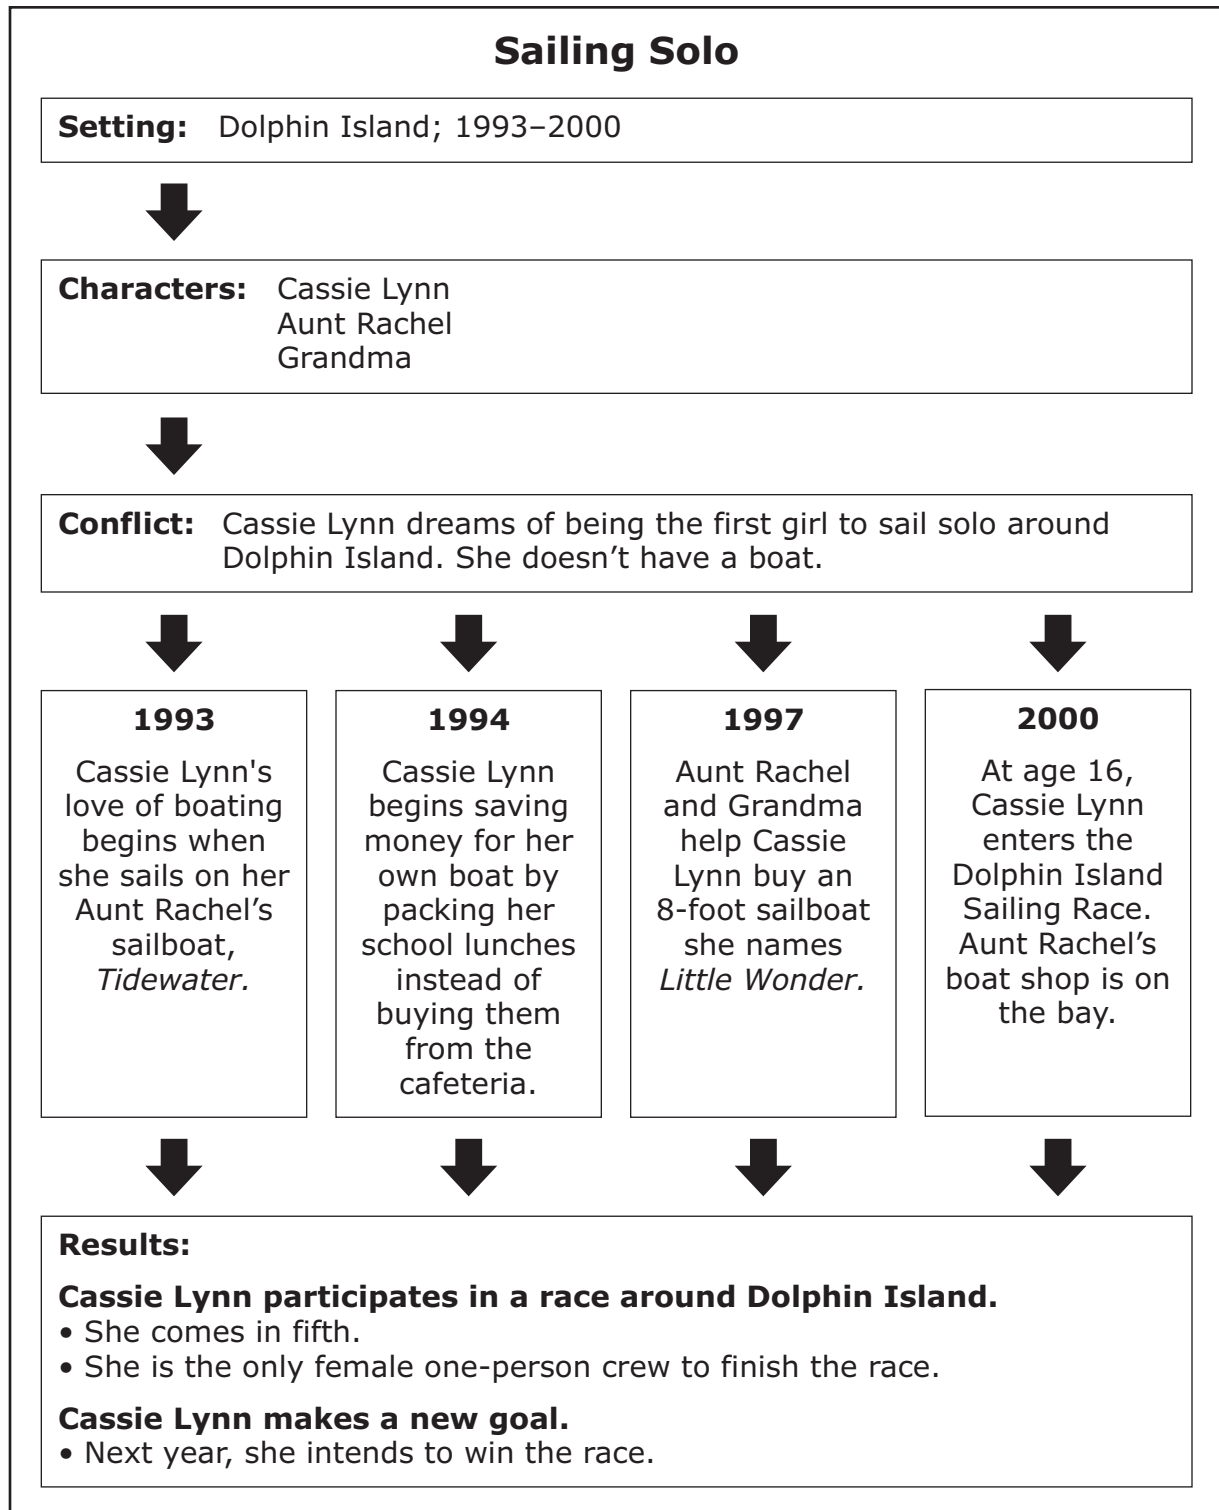 Sailing Solo
Setting: Dolphin Island; 1993–2000
Characters: Cassie Lynn
Aunt Rachel
Grandma
Conflict: Cassie Lynn dreams of being the first girl to sail solo around
Dolphin Island. She doesn’t have a boat.
1993
Cassie Lynn's
love of boating
begins when
she sails on her
Aunt Rachel’s
sailboat,
Tidewater.
1994
Cassie Lynn
begins saving
money for her
own boat by
packing her
school lunches
instead of
buying them
from the
cafeteria.
1997
Aunt Rachel
and Grandma
help Cassie
Lynn buy an
8-foot sailboat
she names
Little Wonder.
2000
At age 16,
Cassie Lynn
enters the
Dolphin Island
Sailing Race.
Aunt Rachel’s
boat shop is on
the bay.
Results:
Cassie Lynn participates in a race around Dolphin Island.
• She comes in fifth.
• She is the only female one-person crew to finish the race.
Cassie Lynn makes a new goal.
• Next year, she intends to win the race.